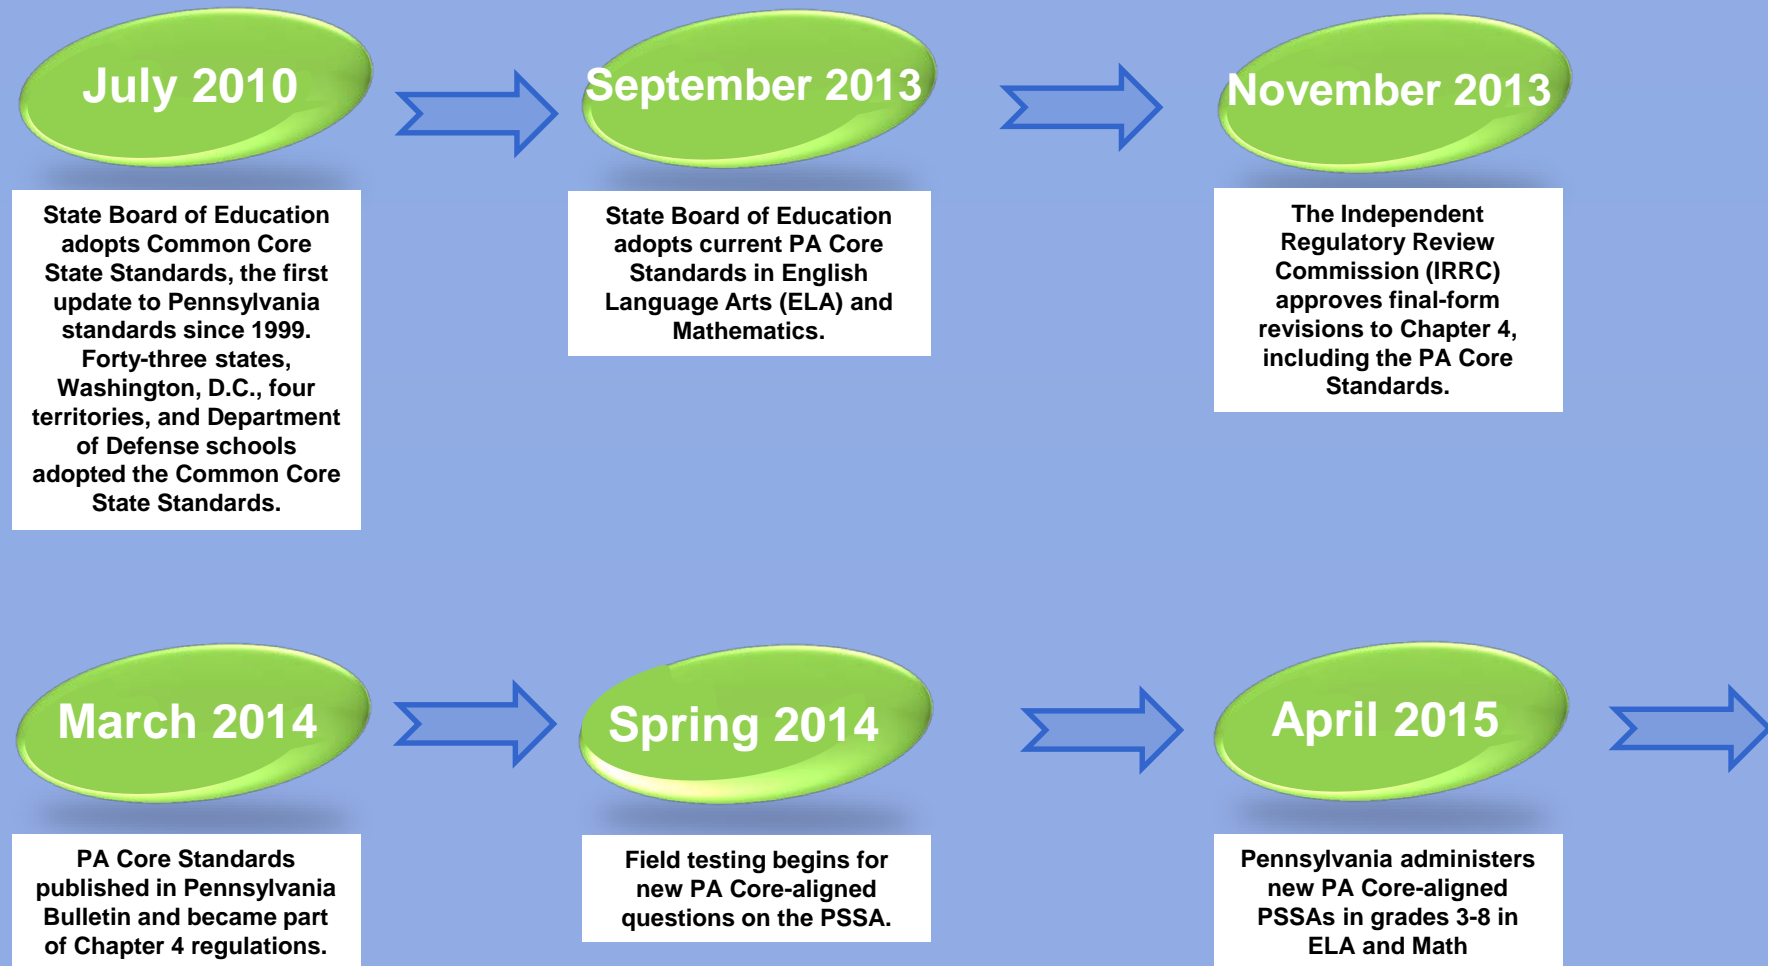 July 2010
State Board of Education
adopts Common Core
State Standards, the first
update to Pennsylvania
standards since 1999.
Forty-three states,
Washington, D.C., four
territories, and Department
of Defense schools
adopted the Common Core
State Standards.
September 2013
State Board of Education
adopts current PA Core
Standards in English
Language Arts (ELA) and
Mathematics.
November 2013
The Independent
Regulatory Review
Commission (IRRC)
approves final-form
revisions to Chapter 4,
including the PA Core
Standards.
March 2014
PA Core Standards
published in Pennsylvania
Bulletin and became part
of Chapter 4 regulations.
Spring 2014
Field testing begins for
new PA Core-aligned
questions on the PSSA.
April 2015
Pennsylvania administers
new PA Core-aligned
PSSAs in grades 3-8 in
ELA and Math